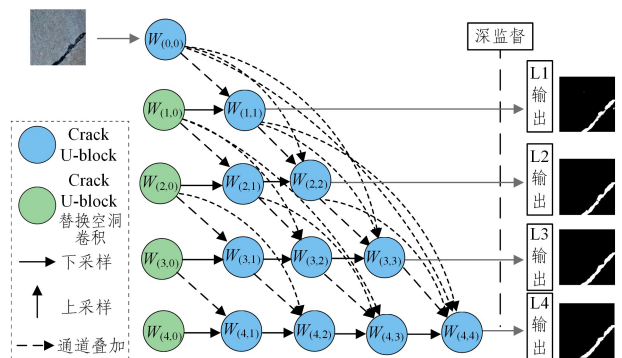 深监督
W(0,0)
L1
输
出
W(1,0)
W(1,1)
Crack
U-block
L2
输
出
W(2,0)
W(2,1)
W(2,2)
Crack
U-block
替换空洞
卷积
L3
输
出
W(3,0)
W(3,1)
W(3,2)
W(3,3)
下采样
上采样
L4
输
出
W(4,0)
W(4,1)
W(4,2)
W(4,3)
W(4,4)
通道叠加